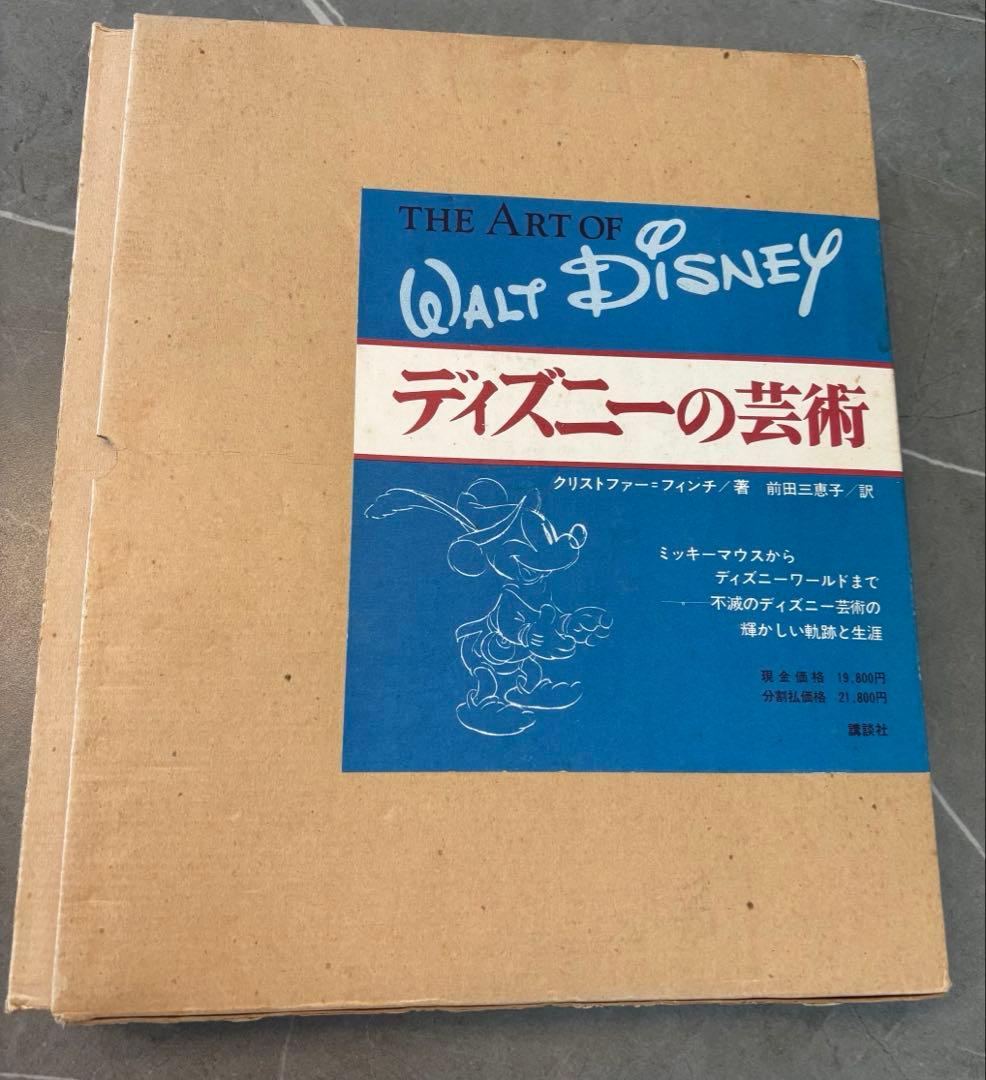 THE ART OF
WALT DISNEY
ディズニーの芸術
クリストファー=フィンチ／著 前田三恵子／訳
ミッキーマウスから
ディズニーワールドまで
不滅のディズニー芸術の
輝かしい軌跡と生涯
現金価格 19,800円
分割払価格 21,800円
講談社